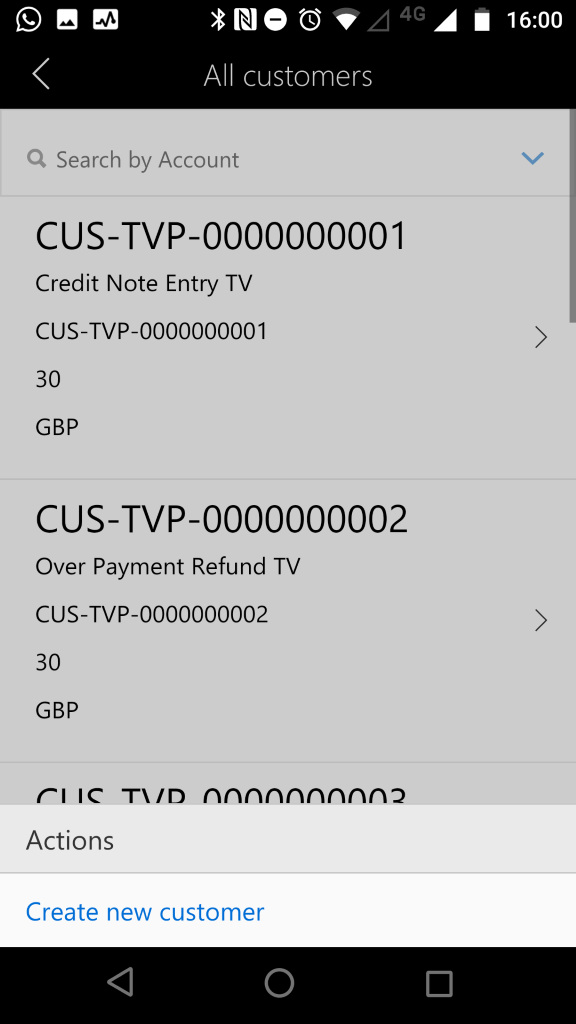 4G 16:00
All customers
Search by Account
CUS-TVP-0000000001
Credit Note Entry TV
CUS-TVP-0000000001
30
GBP
CUS-TVP-0000000002
Over Payment Refund TV
CUS-TVP-0000000002
30
GBP
CUS-TVP-0000000003
Actions
Create new customer